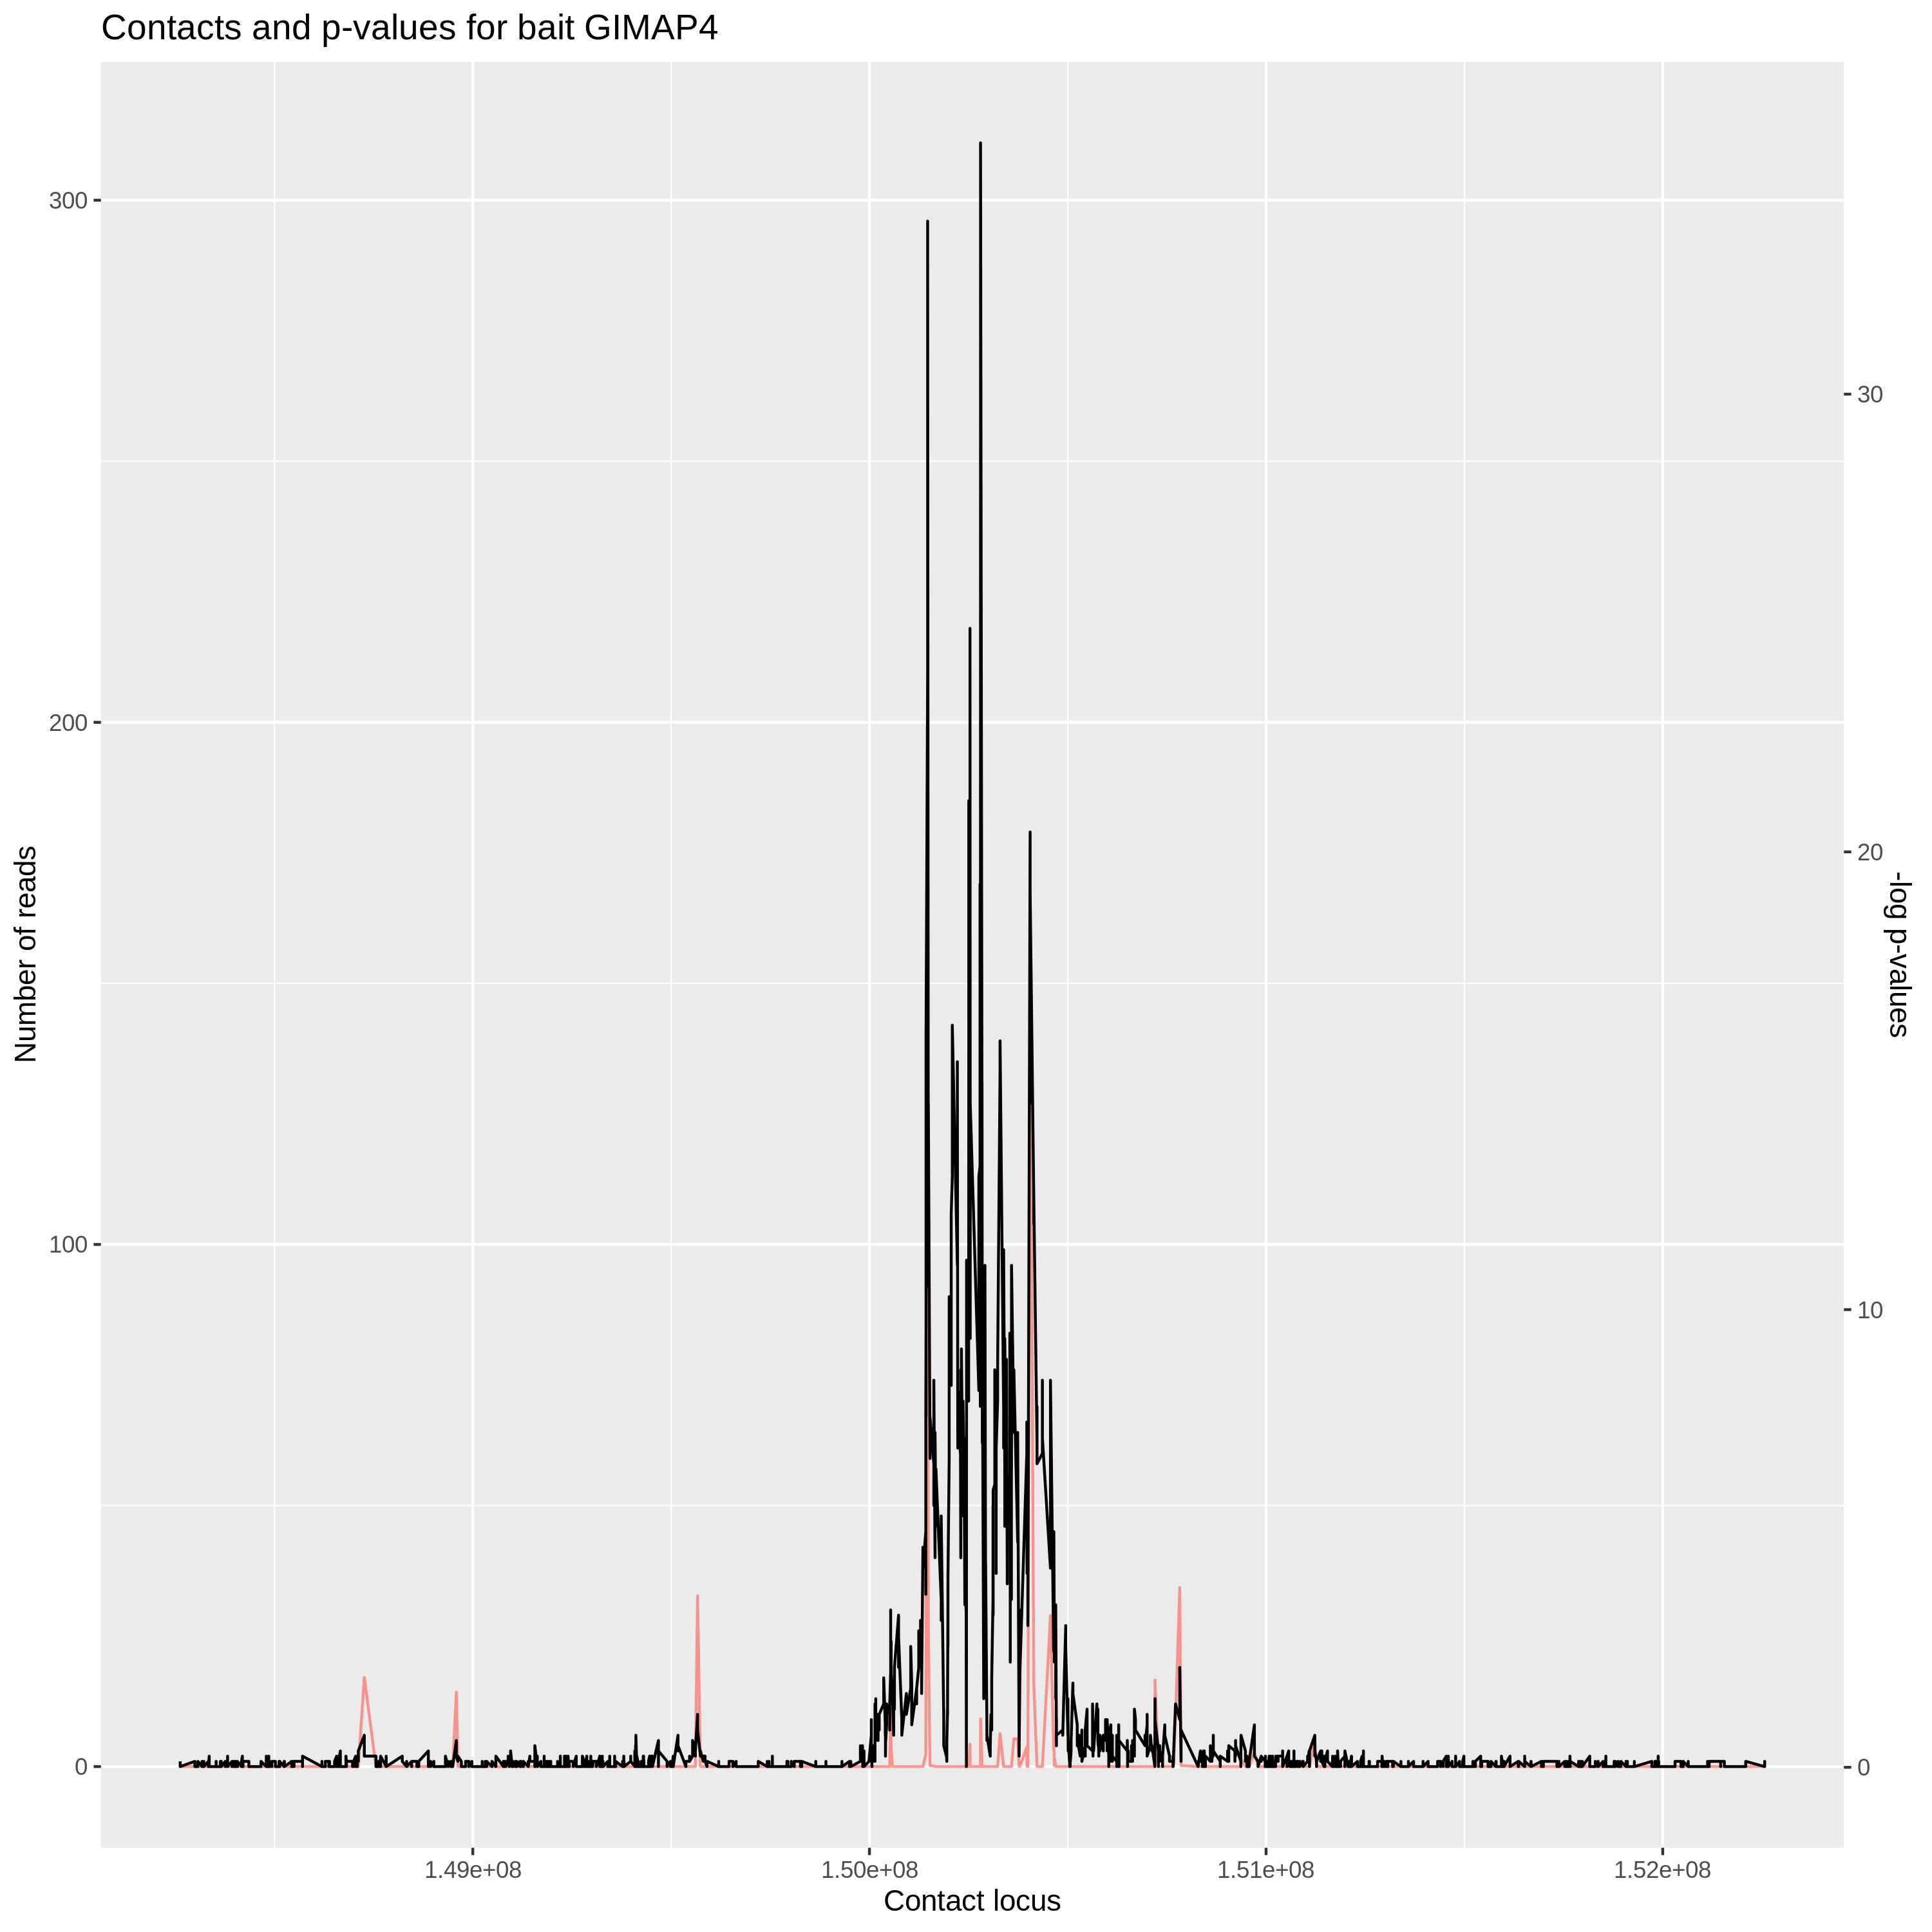 Contacts and p-values for bait GIMAP4
300
200
100
0
Number of reads
30
20
10
0
-log p-values
1.49e+08
1.50e+08
1.51e+08
1.52e+08
Contact locus